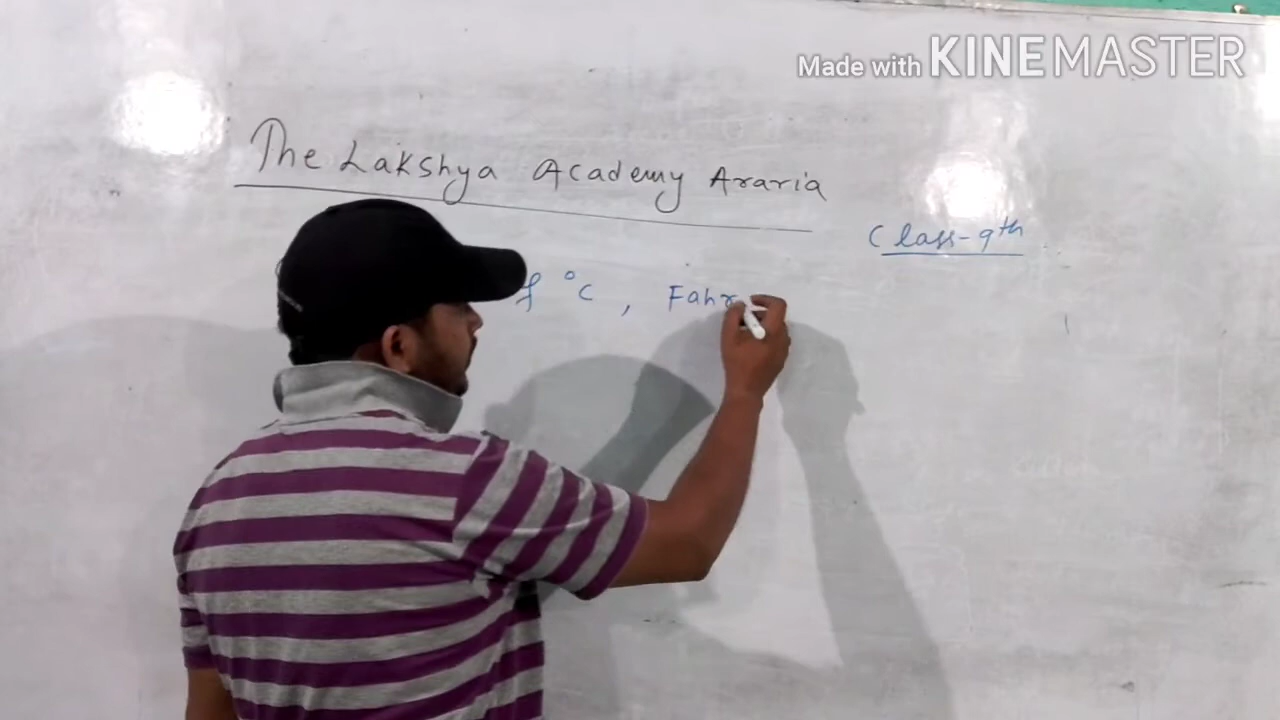 Made with KINEMASTER
The Lakshya Academy Araria
Class-9th
f °C , Fahr